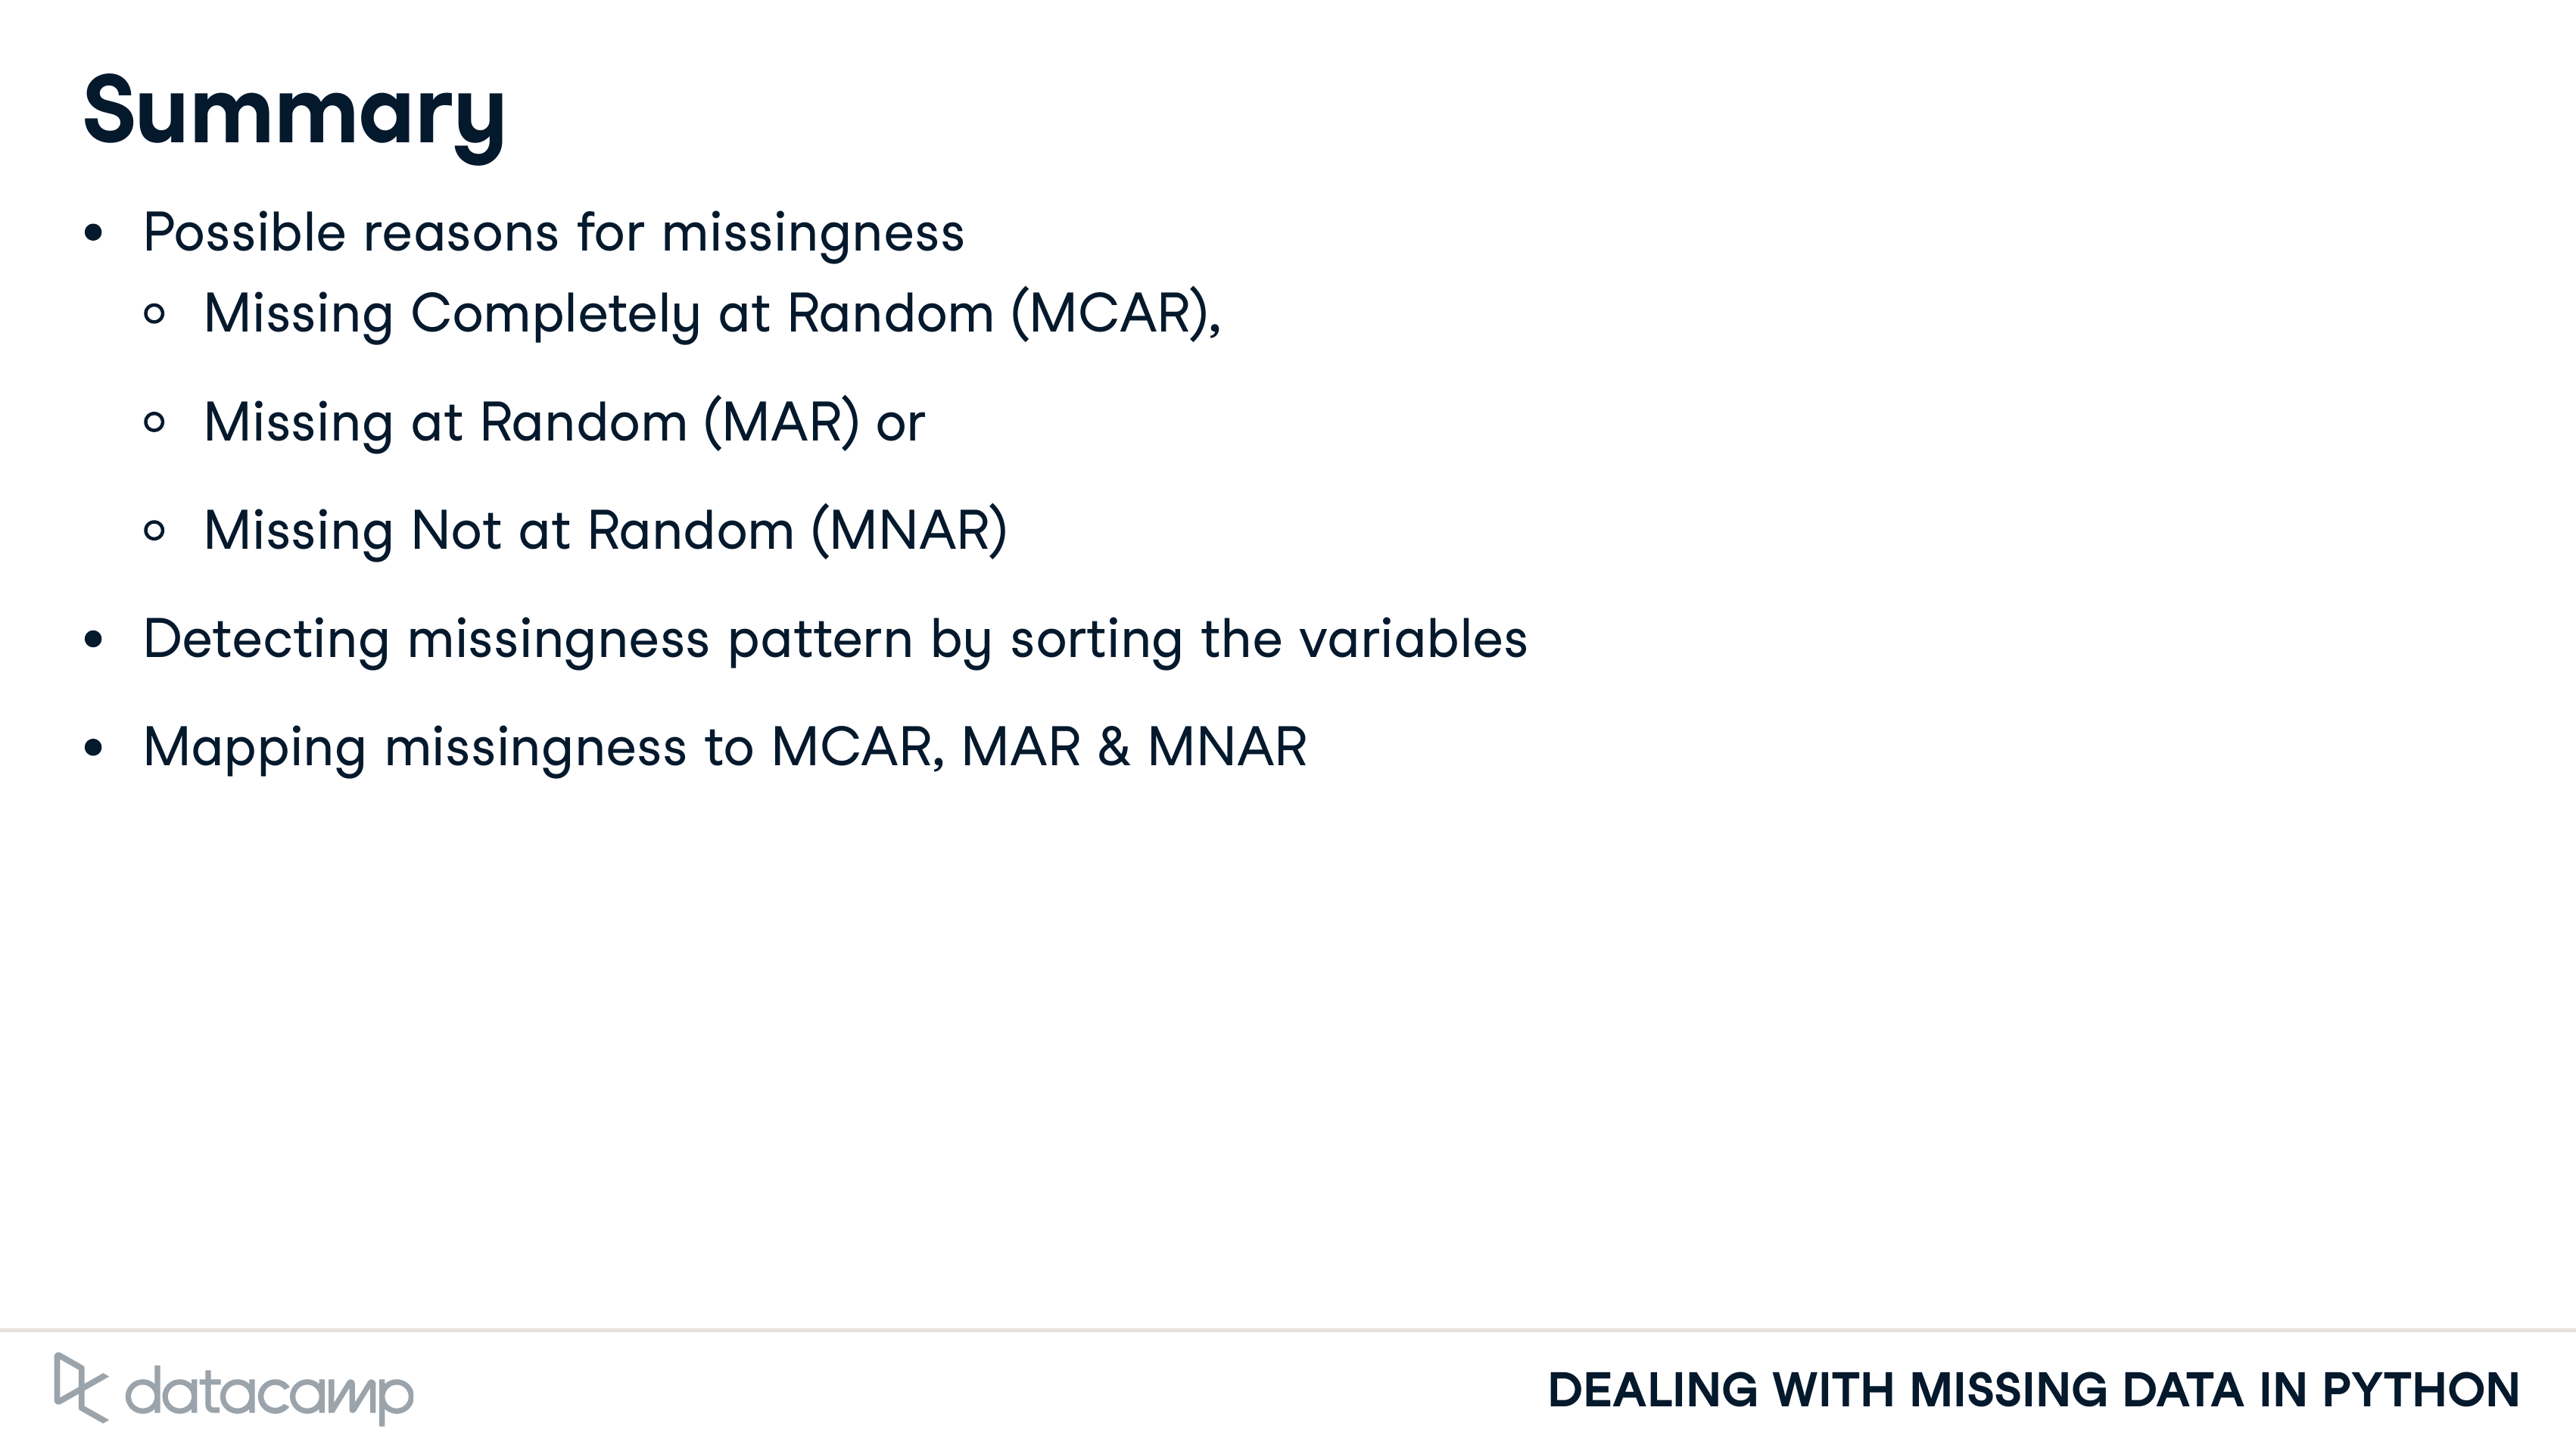 Summary
• Possible reasons for missingness
○ Missing Completely at Random (MCAR),
○ Missing at Random (MAR) or
○ Missing Not at Random (MNAR)
• Detecting missingness pattern by sorting the variables
• Mapping missingness to MCAR, MAR & MNAR
datacamp
DEALING WITH MISSING DATA IN PYTHON